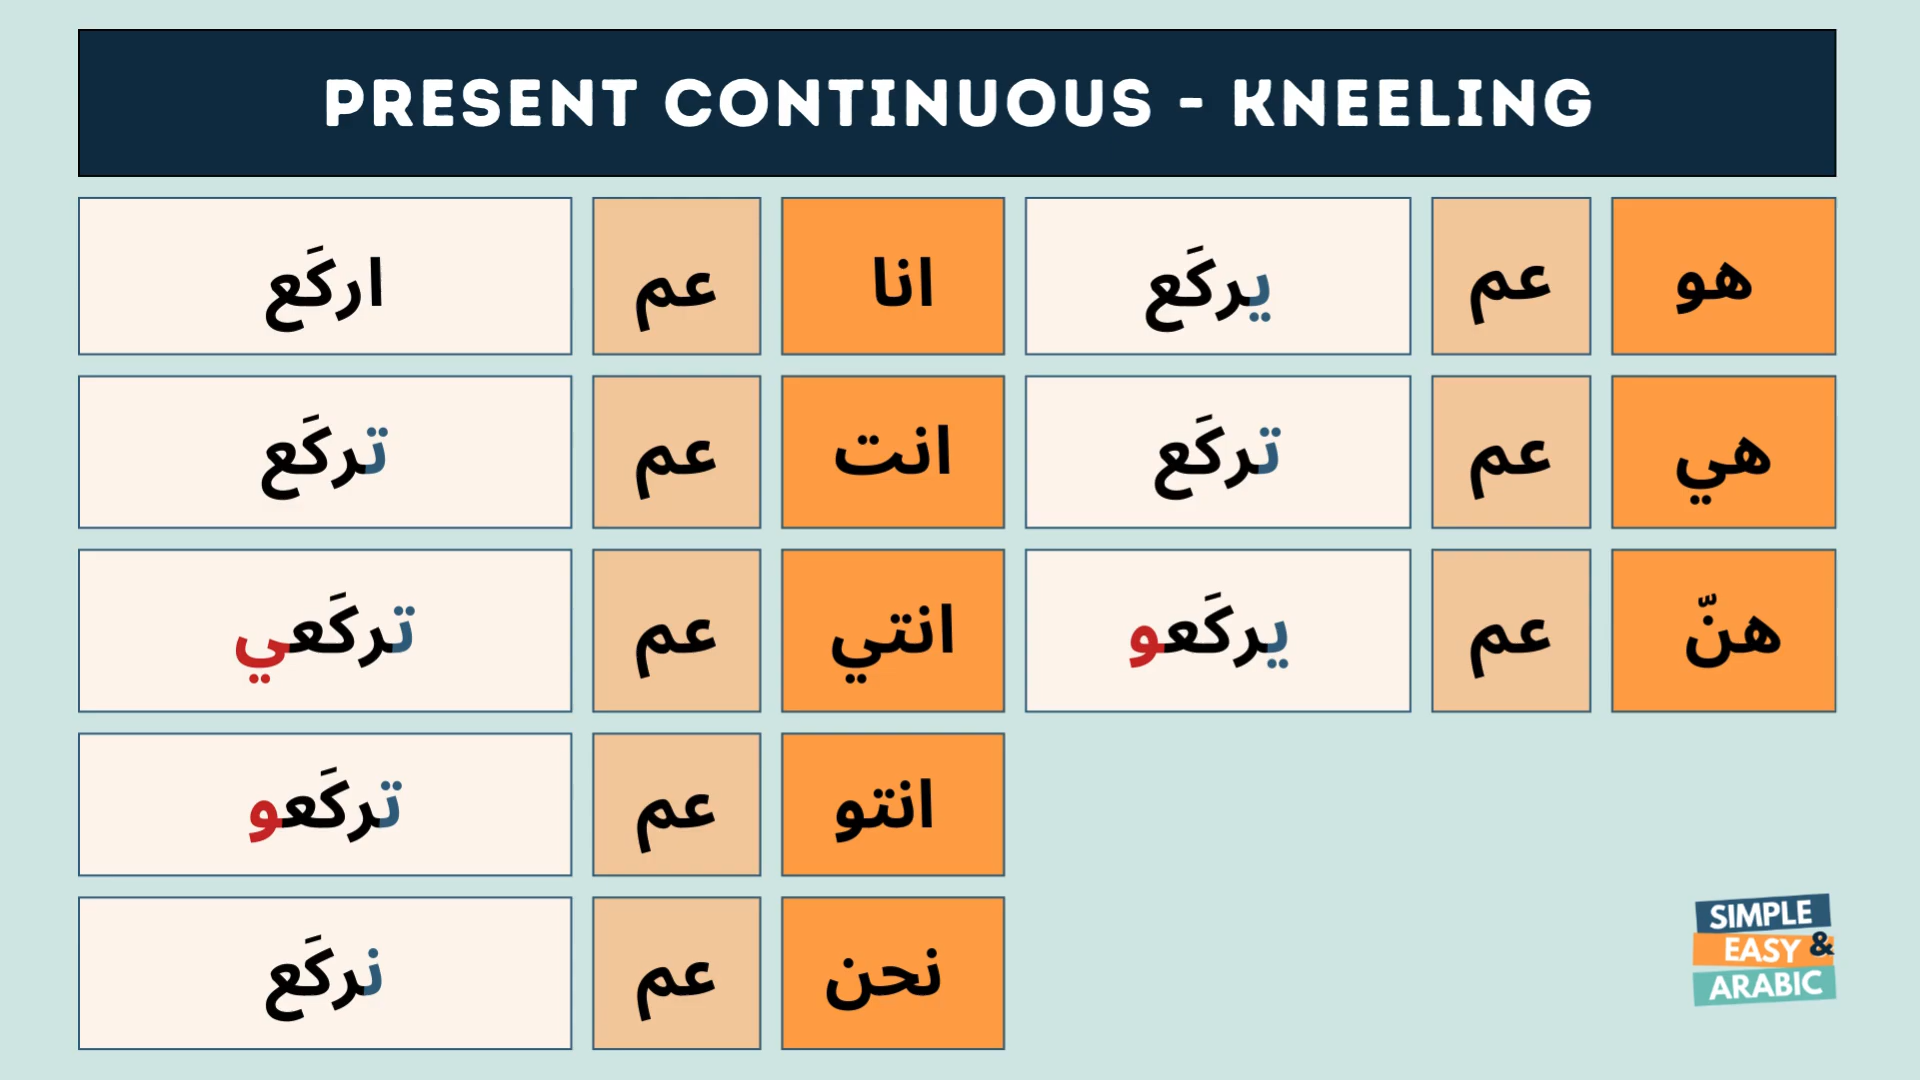 PRESENT CONTINUOUS - KNEELING
هو عم يركَع
انا عم اركَع
هي عم تركَع
انت عم تركَع
هنّ عم يركَعو
انتي عم تركَعي
انتو عم تركَعو
نحن عم نركَع
SIMPLE
EASY &
ARABIC